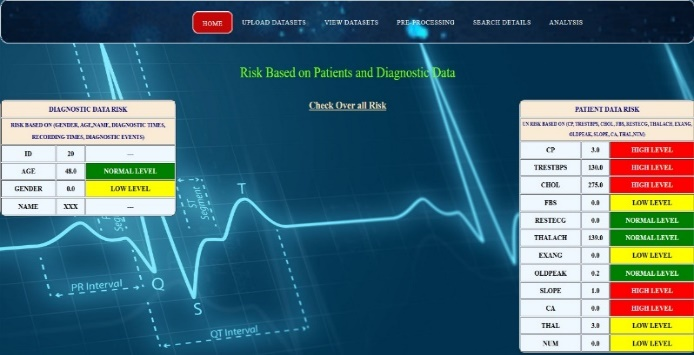 HOME UPLOAD DATASETS VIEW DATASETS PRE-PROCESSING SEARCH DETAILS ANALYSIS
Risk Based on Patients and Diagnostic Data
Check Over all Risk
DIAGNOSTIC DATA RISK
RISK BASED ON (GENDER, AGE,NAME, DIAGNOSTIC TIMES,
RECORDING TIMES, DIAGNOSTIC EVENTS)
ID 20 ---
AGE 48.0 NORMAL LEVEL
GENDER 0.0 LOW LEVEL
NAME XXX ---
PATIENT DATA RISK
UN RISK BASED ON (CP, TRESTBPS, CHOL, FBS, RESTECG, THALACH, EXANG,
OLDPEAK, SLOPE, CA, THAL,NUM)
CP 3.0 HIGH LEVEL
TRESTBPS 130.0 HIGH LEVEL
CHOL 275.0 HIGH LEVEL
FBS 0.0 LOW LEVEL
RESTECG 0.0 NORMAL LEVEL
THALACH 139.0 NORMAL LEVEL
EXANG 0.0 LOW LEVEL
OLDPEAK 0.2 NORMAL LEVEL
SLOPE 1.0 HIGH LEVEL
CA 0.0 HIGH LEVEL
THAL 3.0 LOW LEVEL
NUM 0.0 LOW LEVEL
ST
Segment
T
PR Interval
Q
S
QT Interval